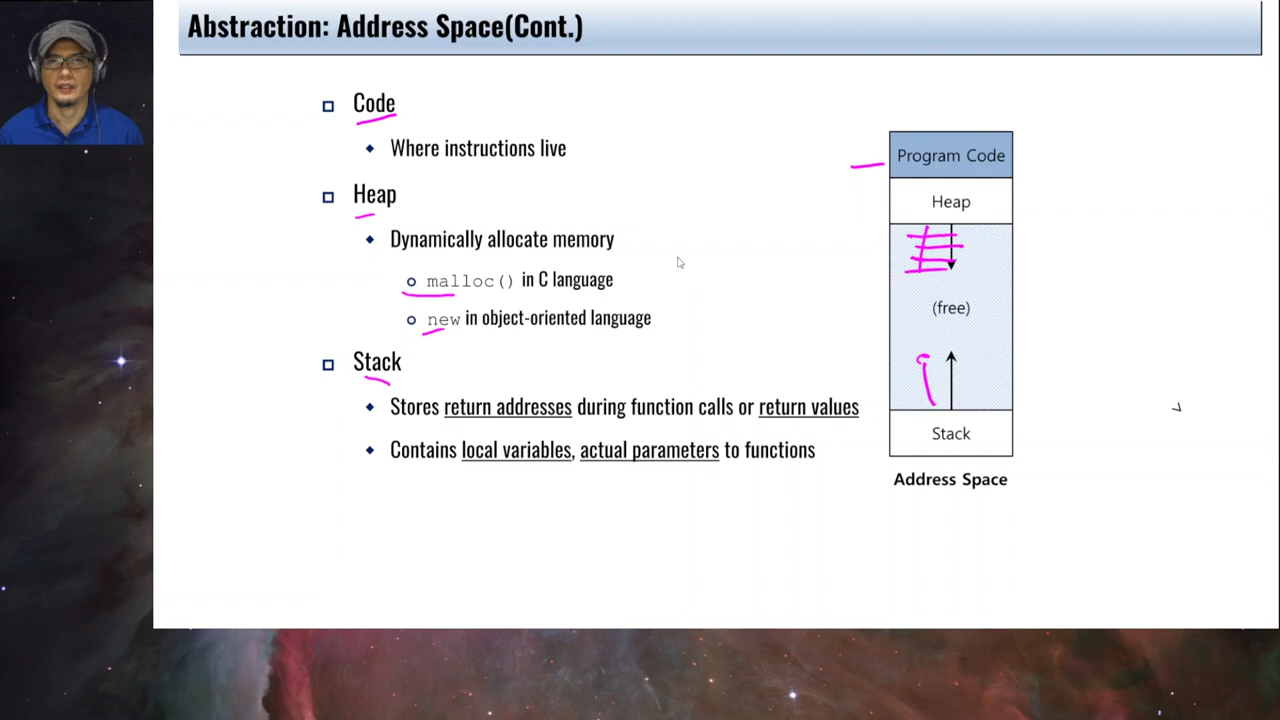 Abstraction: Address Space(Cont.)
Code
Where instructions live
Heap
Dynamically allocate memory
malloc() in C language
new in object-oriented language
Stack
Stores return addresses during function calls or return values
Contains local variables, actual parameters to functions
Program Code
Heap
(free)
Stack
Address Space